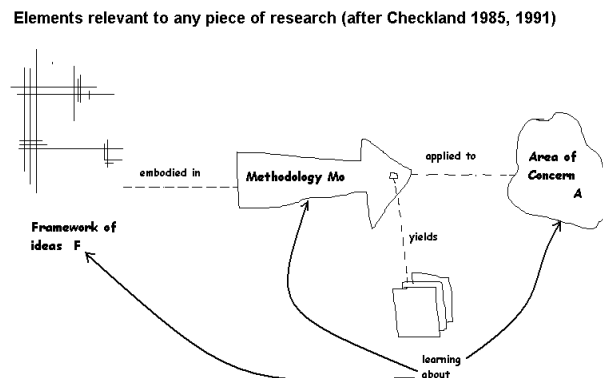 Elements relevant to any piece of research (after Checkland 1985, 1991)
embodied in
Methodology Mo
applied to
Area of
Concern
A
Framework of
ideas F
yields
learning
about